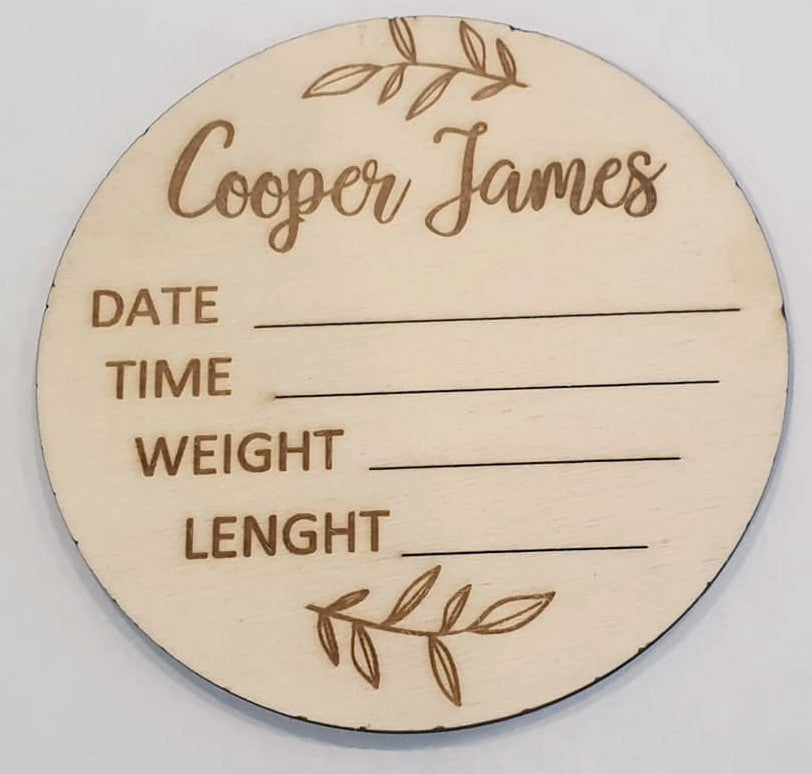 Cooper James
DATE
TIME
WEIGHT
LENGHT